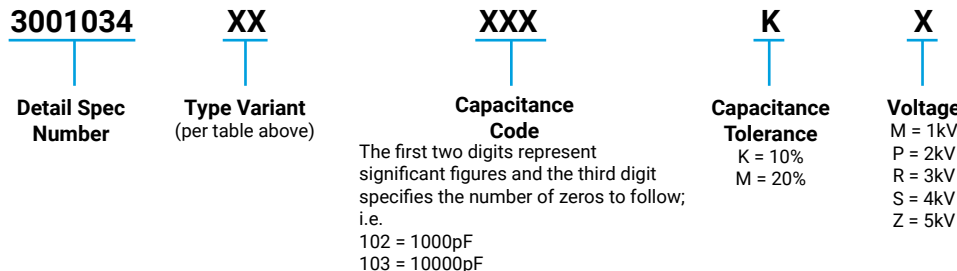 3001034 XX XXX K X
Detail Spec
Number
Type Variant
(per table above)
Capacitance
Code
The first two digits represent
significant figures and the third digit
specifies the number of zeros to follow;
i.e.
102 = 1000pF
103 = 10000pF
Capacitance
Tolerance
K = 10%
M = 20%
Voltage
M = 1kV
P = 2kV
R = 3kV
S = 4kV
Z = 5kV